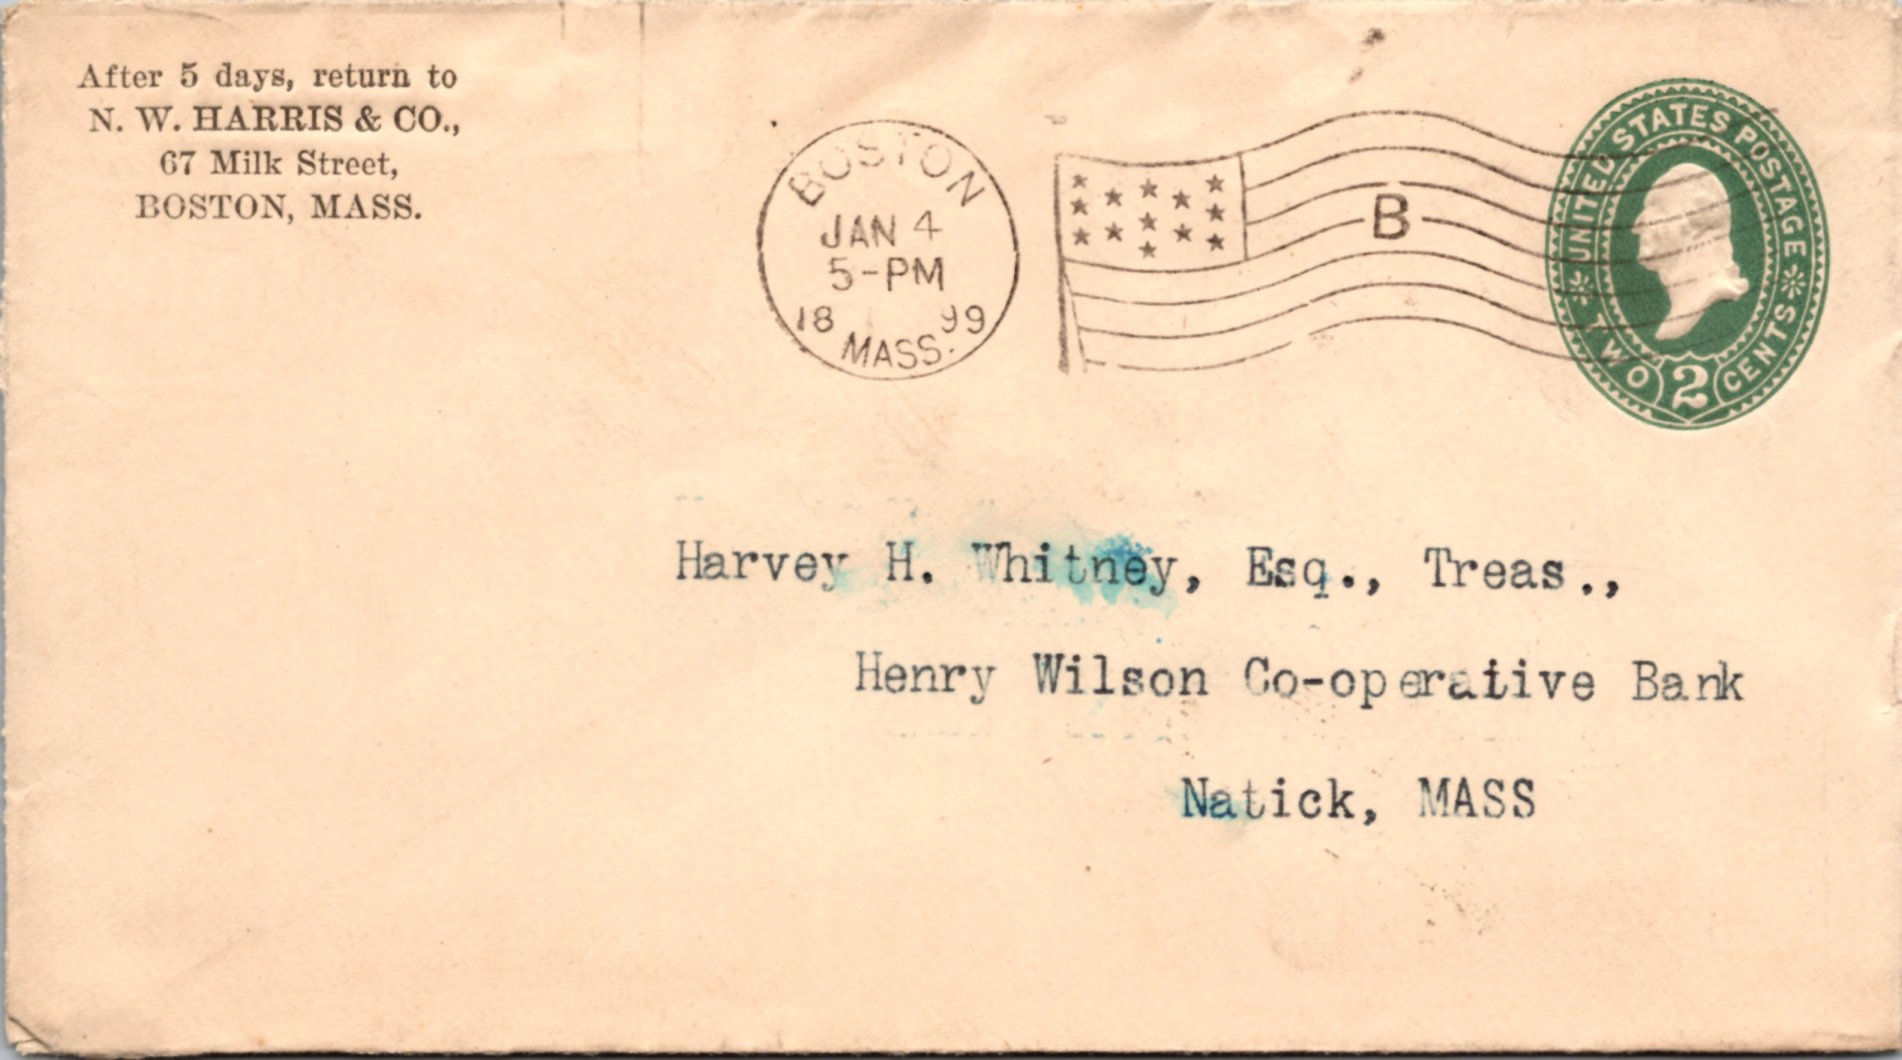 After 5 days, return to
N. W. HARRIS & CO.,
67 Milk Street,
BOSTON, MASS.
BOSTON
JAN 4
5-PM
18 99
MASS.
B
UNITED STATES POSTAGE
TWO 2 CENTS
Harvey H. Whitney, Esq., Treas.,
Henry Wilson Co-operative Bank
Natick, MASS